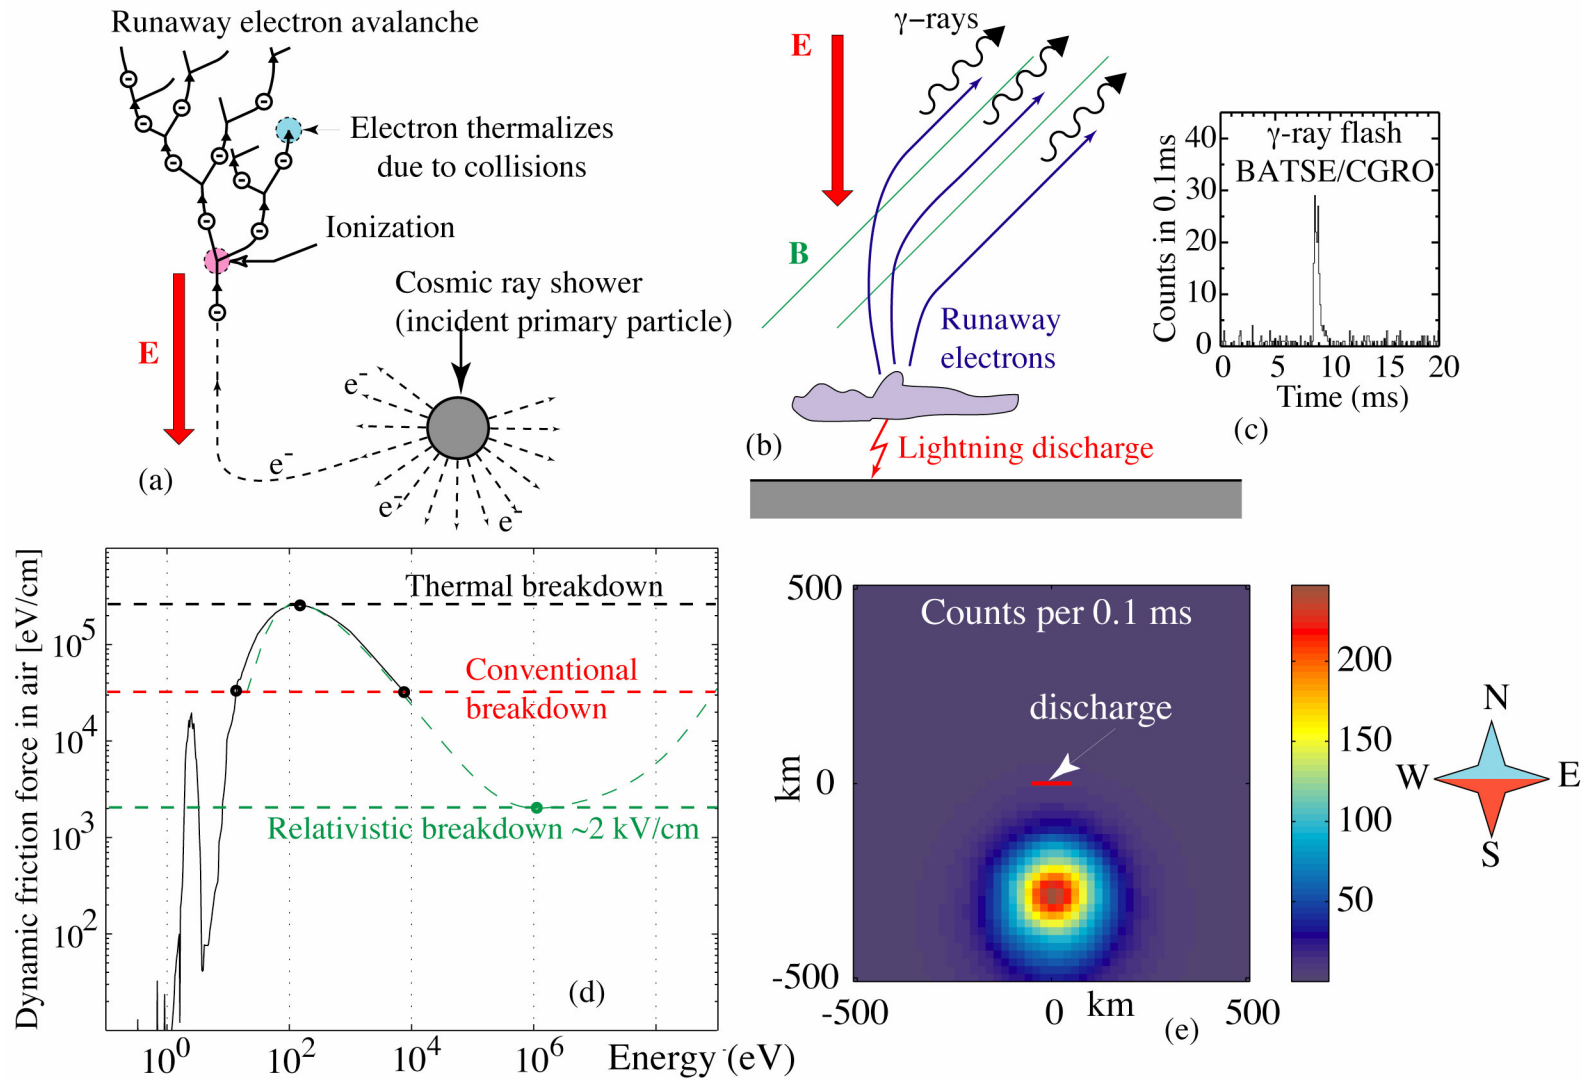 Runaway electron avalanche
Electron thermalizes
due to collisions
Ionization
Cosmic ray shower
(incident primary particle)
E
e-
e-
e-
e-
(a)
γ−rays
E
B
Runaway
electrons
(b)
Lightning discharge
γ-ray flash
BATSE/CGRO
Counts in 0.1ms
40
30
20
10
0
0 5 10 15 20
Time (ms)
(c)
Dynamic friction force in air [eV/cm]
Thermal breakdown
10^5
Conventional
breakdown
10^4
Relativistic breakdown ~2 kV/cm
10^3
10^2
(d)
10^0 10^2 10^4 10^6 Energy (eV)
500
Counts per 0.1 ms
discharge
km
0
-500
-500 0 km 500
(e)
200
150
100
50
N
W E
S